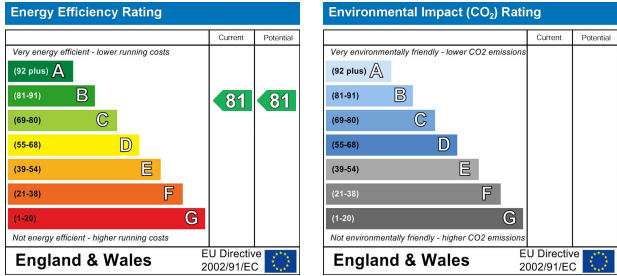 Energy Efficiency Rating
Current Potential
Very energy efficient - lower running costs
(92 plus) A
(81-91) B 81 81
(69-80) C
(55-68) D
(39-54) E
(21-38) F
(1-20) G
Not energy efficient - higher running costs
England & Wales
EU Directive
2002/91/EC
Environmental Impact (CO₂) Rating
Current Potential
Very environmentally friendly - lower CO2 emissions
(92 plus) A
(81-91) B
(69-80) C
(55-68) D
(39-54) E
(21-38) F
(1-20) G
Not environmentally friendly - higher CO2 emissions
England & Wales
EU Directive
2002/91/EC